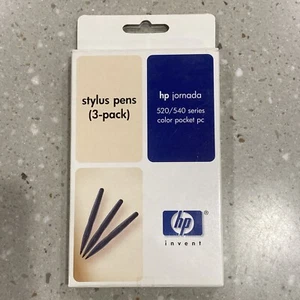 stylus pens
(3-pack)
hp jornada
520/540 series
color pocket pc
hp
invent